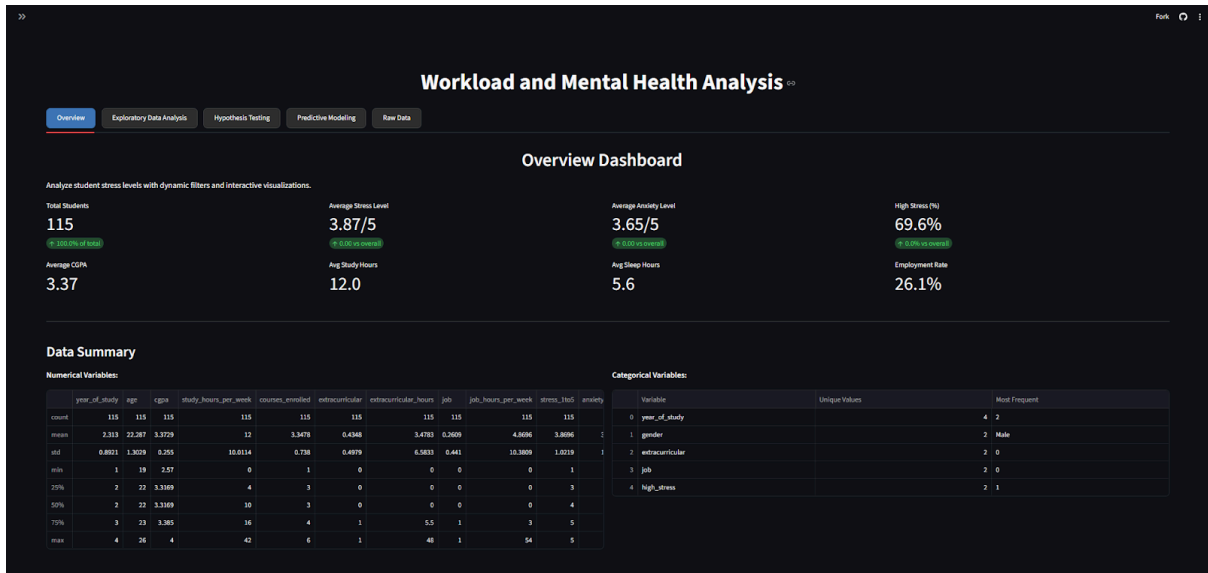 Fork
Workload and Mental Health Analysis
Overview Exploratory Data Analysis Hypothesis Testing Predictive Modeling Raw Data
Overview Dashboard
Analyze student stress levels with dynamic filters and interactive visualizations.
Total Students Average Stress Level Average Anxiety Level High Stress (%)
115 3.87/5 3.65/5 69.6%
↑ 100.0% of total ↑ 0.00 vs overall ↑ 0.00 vs overall ↑ 0.0% vs overall
Average CGPA Avg Study Hours Avg Sleep Hours Employment Rate
3.37 12.0 5.6 26.1%
Data Summary
Numerical Variables:
year_of_study age cgpa study_hours_per_week courses_enrolled extracurricular extracurricular_hours job job_hours_per_week stress_1to5 anxiety
count 115 115 115 115 115 115 115 115 115 115
mean 2.313 22.287 3.3729 12 3.3478 0.4348 3.4783 0.2609 4.8696 3.8696 3
std 0.8921 1.3029 0.255 10.0114 0.738 0.4979 6.5833 0.441 10.3809 1.0219 1
min 1 19 2.57 0 1 0 0 0 0 1
25% 2 22 3.3169 4 3 0 0 0 0 3
50% 2 22 3.3169 10 3 0 0 0 0 4
75% 3 23 3.385 16 4 1 5.5 1 3 5
max 4 26 4 42 6 1 48 1 54 5
Categorical Variables:
Variable Unique Values Most Frequent
0 year_of_study 4 2
1 gender 2 Male
2 extracurricular 2 0
3 job 2 0
4 high_stress 2 1